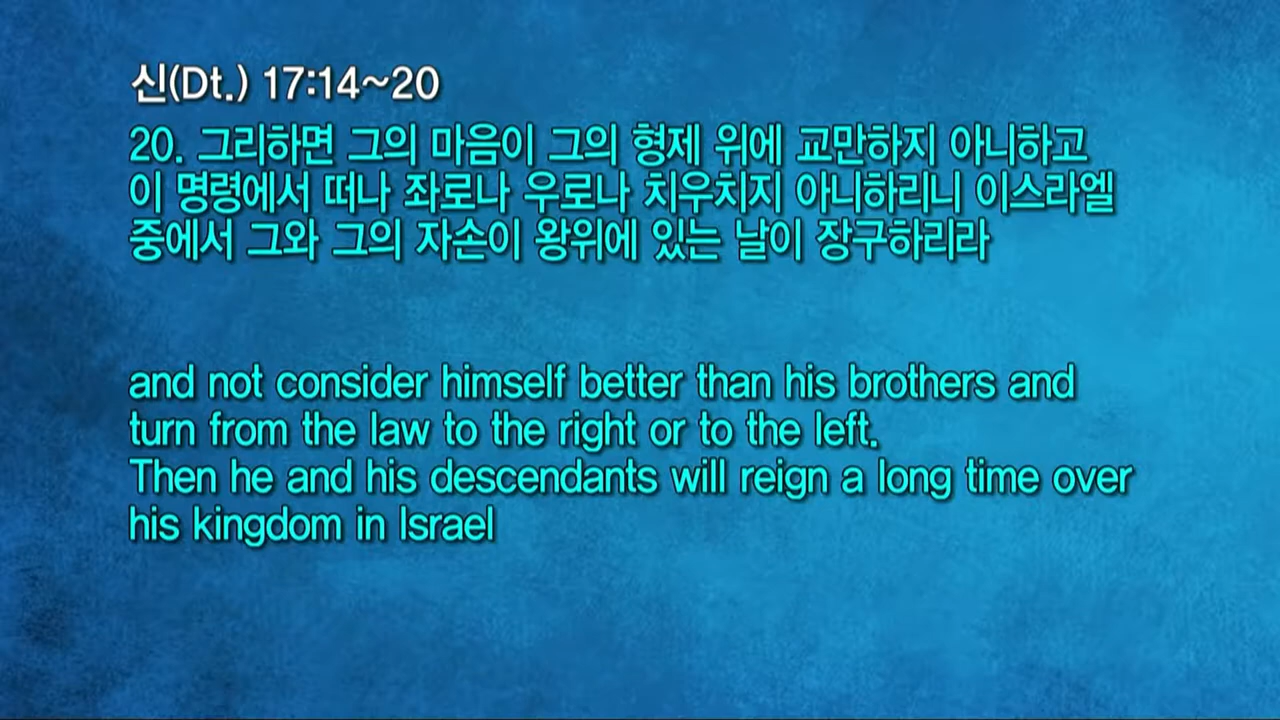 신(Dt.) 17:14~20
20. 그리하면 그의 마음이 그의 형제 위에 교만하지 아니하고
이 명령에서 떠나 좌로나 우로나 치우치지 아니하리니 이스라엘
중에서 그와 그의 자손이 왕위에 있는 날이 장구하리라
and not consider himself better than his brothers and
turn from the law to the right or to the left.
Then he and his descendants will reign a long time over
his kingdom in Israel